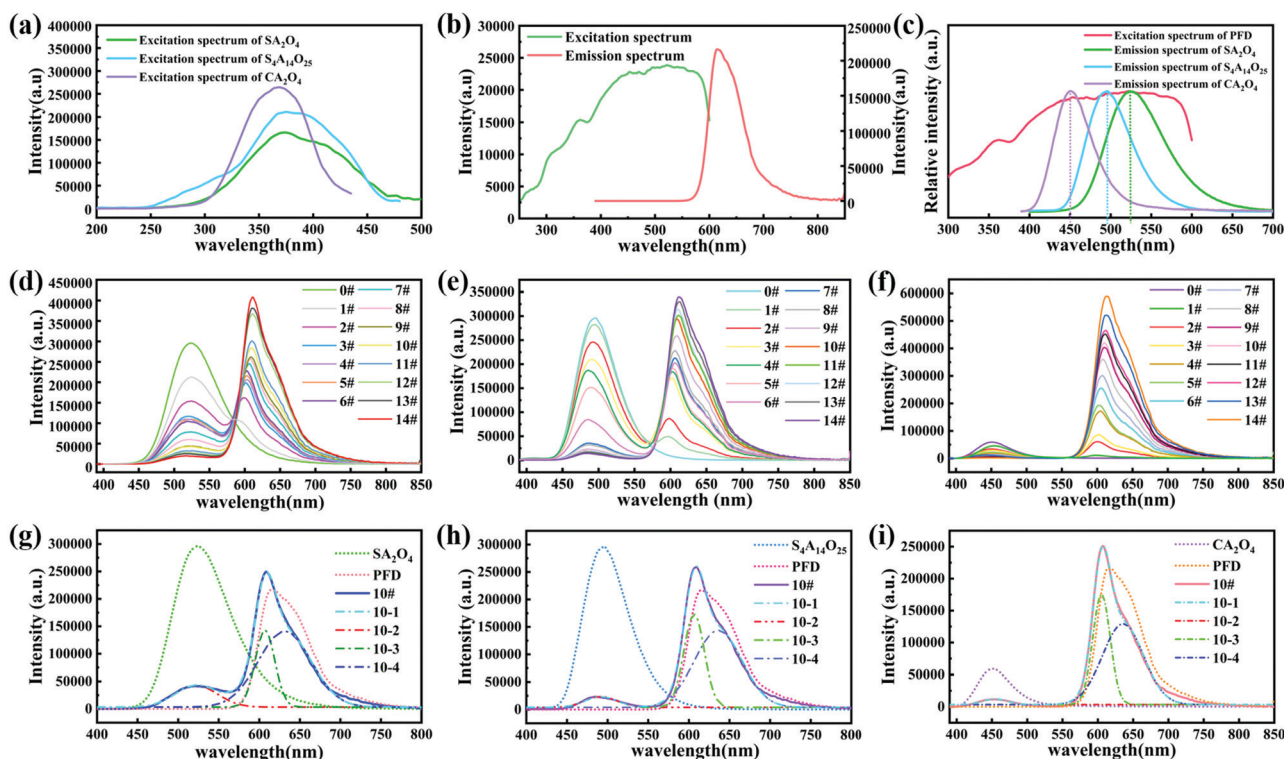 (a)
400000
350000
300000
250000
200000
150000
100000
50000
0
Intensity (a.u)
Excitation spectrum of SA₂O₄
Excitation spectrum of S₄A₁₄O₂₅
Excitation spectrum of CA₂O₄
200 300 400 500
wavelength(nm)
(b)
30000
27000
24000
21000
18000
15000
12000
9000
6000
3000
0
Intensity(a.u)
Excitation spectrum
Emission spectrum
250000
200000
150000
100000
50000
0
Intensity(a.u)
300 400 500 600 700 800
wavelength(nm)
(c)
Relative intensity (a.u.)
Excitation spectrum of PFD
Emission spectrum of SA₂O₄
Emission spectrum of S₄A₁₄O₂₅
Emission spectrum of CA₂O₄
300 350 400 450 500 550 600 650 700
wavelength(nm)
(d)
450000
400000
350000
300000
250000
200000
150000
100000
50000
0
Intensity (a.u.)
0# 7#
1# 8#
2# 9#
3# 10#
4# 11#
5# 12#
6# 13#
14#
400 450 500 550 600 650 700 750 800 850
wavelength(nm)
(e)
350000
300000
250000
200000
150000
100000
50000
0
Intensity (a.u.)
0# 7#
1# 8#
2# 9#
3# 10#
4# 11#
5# 12#
6# 13#
14#
400 450 500 550 600 650 700 750 800 850
wavelength (nm)
(f)
600000
500000
400000
300000
200000
100000
0
Intensity (a.u.)
0# 7#
1# 8#
2# 9#
3# 10#
4# 11#
5# 12#
6# 13#
14#
400 450 500 550 600 650 700 750 800 850
wavelength (nm)
(g)
300000
250000
200000
150000
100000
50000
0
Intensity (a.u.)
SA₂O₄
PFD
10#
10-1
10-2
10-3
10-4
400 450 500 550 600 650 700 750 800
wavelength(nm)
(h)
300000
250000
200000
150000
100000
50000
0
Intensity (a.u.)
S₄A₁₄O₂₅
PFD
10#
10-1
10-2
10-3
10-4
400 450 500 550 600 650 700 750 800 850
wavelength(nm)
(i)
300000
250000
200000
150000
100000
50000
0
Intensity (a.u.)
CA₂O₄
PFD
10#
10-1
10-2
10-3
10-4
400 450 500 550 600 650 700 750 800 850
wavelength (nm)